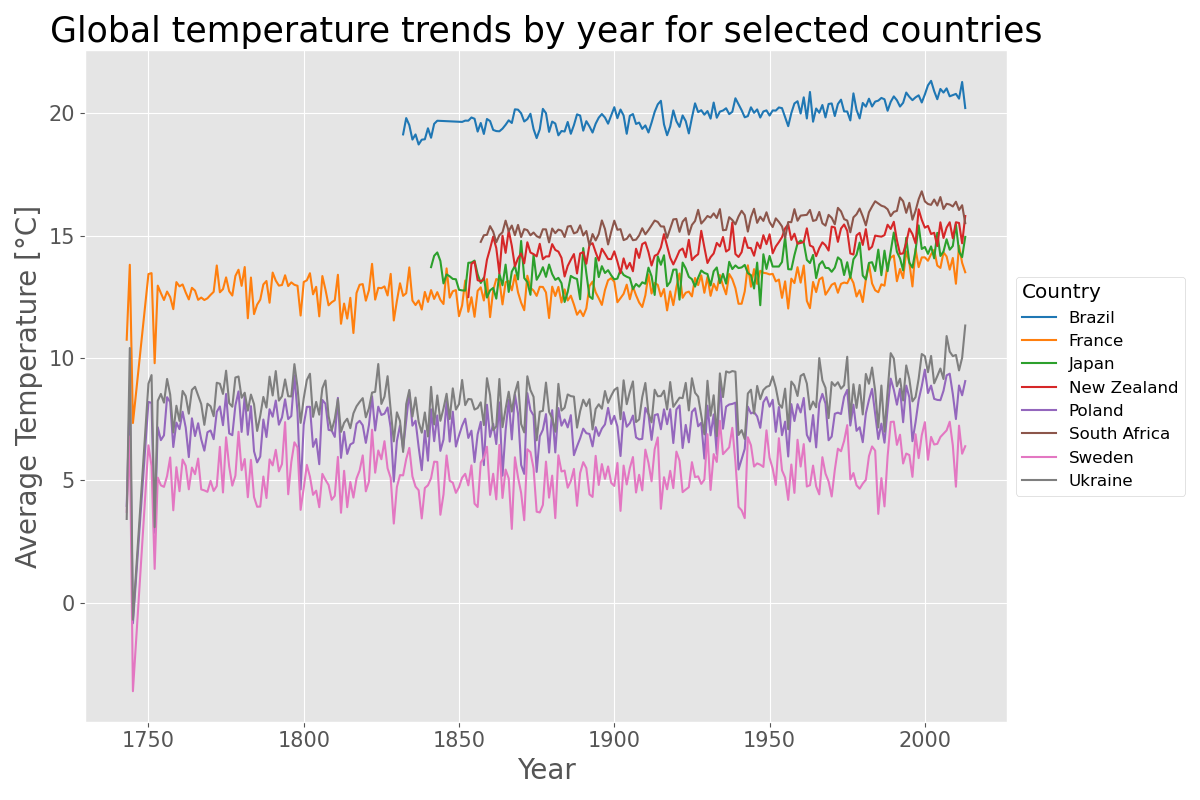 Global temperature trends by year for selected countries
Average Temperature [°C]
20
15
10
5
0
1750
1800
1850
1900
1950
2000
Year
Country
Brazil
France
Japan
New Zealand
Poland
South Africa
Sweden
Ukraine